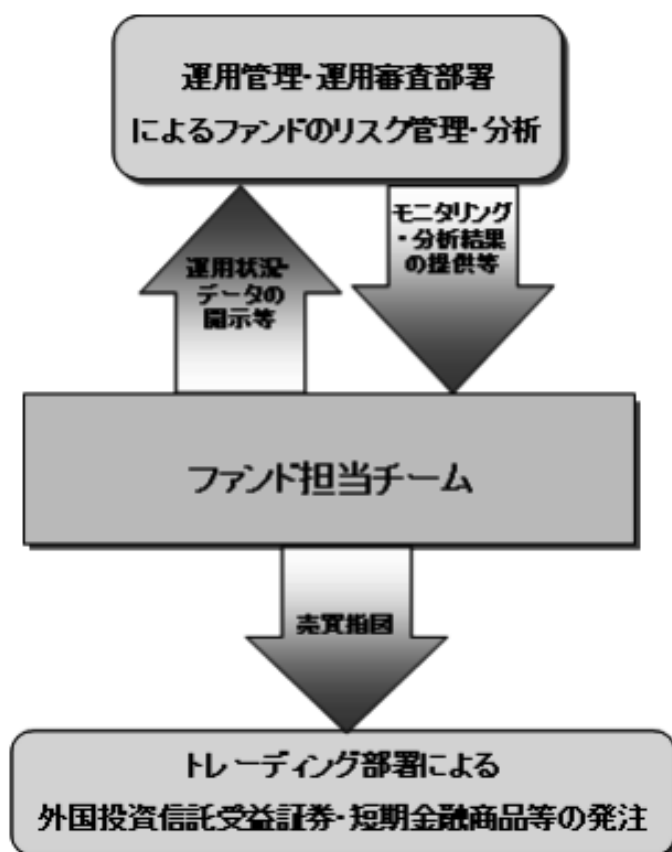 運用管理・運用審査部署
によるファンドのリスク管理・分析
運用状況・
データの
開示等
モニタリング
・分析結果
の提供等
ファンド担当チーム
売買指図
トレーディング部署による
外国投資信託受益証券・短期金融商品等の発注